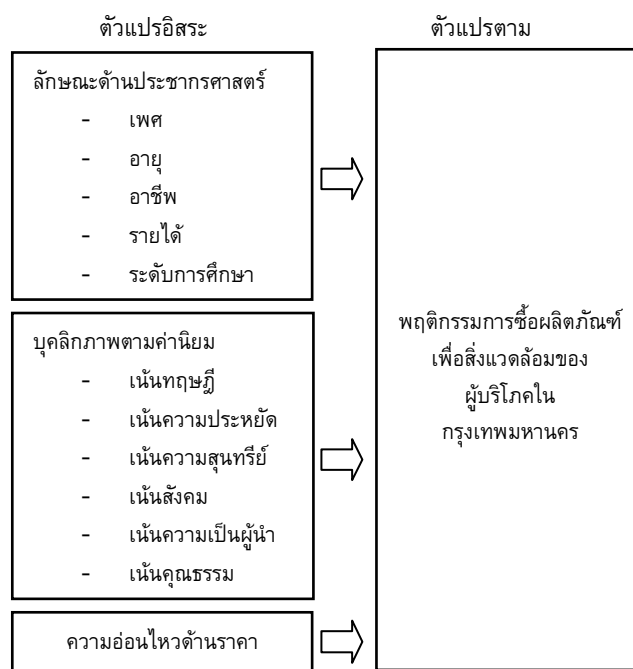 ตัวแปรอิสระ
ตัวแปรตาม
ลักษณะด้านประชากรศาสตร์
- เพศ
- อายุ
- อาชีพ
- รายได้
- ระดับการศึกษา
บุคลิกภาพตามค่านิยม
- เน้นทฤษฎี
- เน้นความประหยัด
- เน้นความสุนทรีย์
- เน้นสังคม
- เน้นความเป็นผู้นำ
- เน้นคุณธรรม
ความอ่อนไหวด้านราคา
พฤติกรรมการซื้อผลิตภัณฑ์
เพื่อสิ่งแวดล้อมของ
ผู้บริโภคใน
กรุงเทพมหานคร